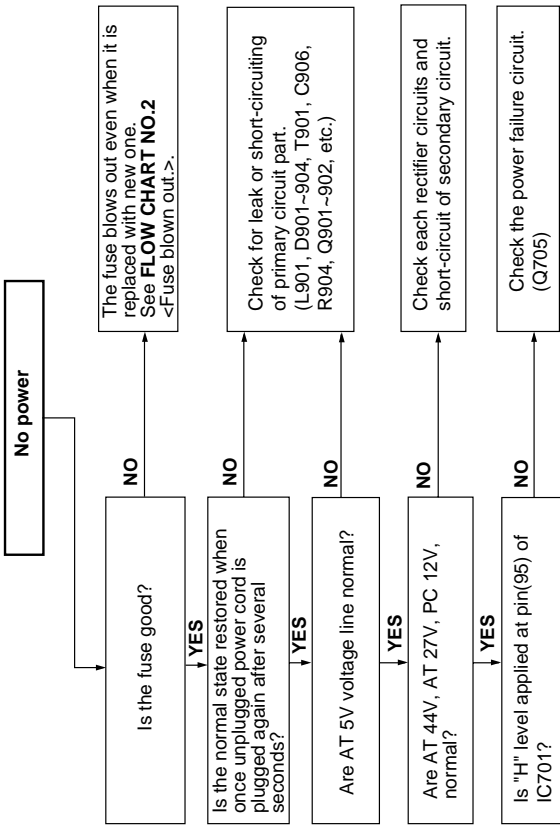 No power
Is the fuse good?
NO
The fuse blows out even when it is
replaced with new one.
See FLOW CHART NO.2
<Fuse blown out.>.
YES
Is the normal state restored when
once unplugged power cord is
plugged again after several
seconds?
NO
Check for leak or short-circuiting
of primary circuit part.
(L901, D901~904, T901, C906,
R904, Q901~902, etc.)
YES
Are AT 5V voltage line normal?
NO
YES
Are AT 44V, AT 27V, PC 12V,
normal?
NO
Check each rectifier circuits and
short-circuit of secondary circuit.
YES
Is "H" level applied at pin(95) of
IC701?
NO
Check the power failure circuit.
(Q705)